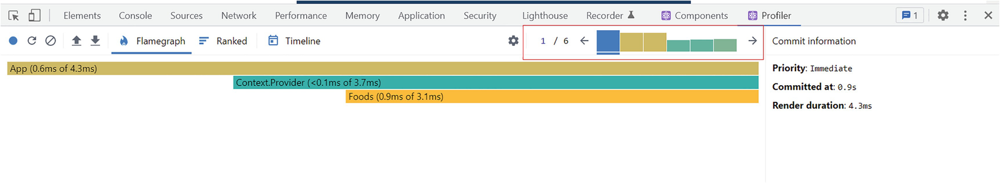 Elements Console Sources Network Performance Memory Application Security Lighthouse Recorder Components Profiler 1
Flamegraph Ranked Timeline 1 / 6 Commit information
App (0.6ms of 4.3ms)
Priority: Immediate
Context.Provider (<0.1ms of 3.7ms)
Committed at: 0.9s
Foods (0.9ms of 3.1ms)
Render duration: 4.3ms